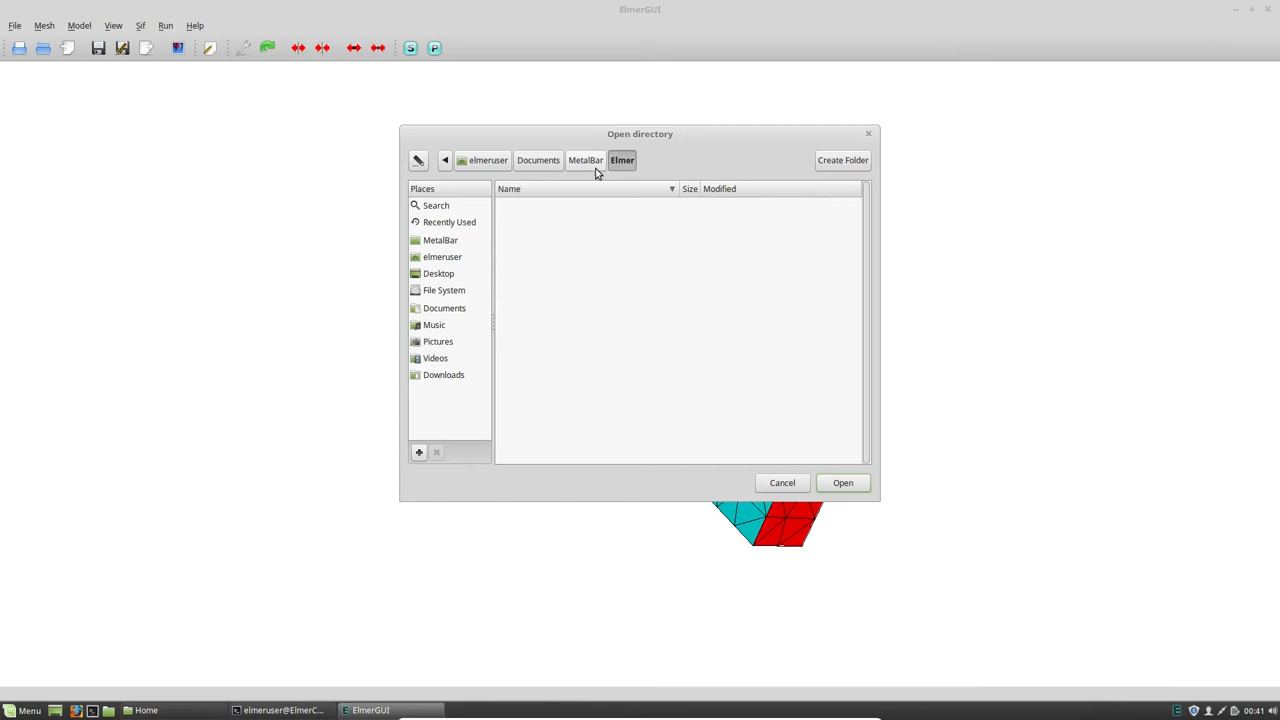 ElmerGUI
File Mesh Model View Sif Run Help
S P
Open directory
elmeruser Documents MetalBar Elmer Create Folder
Places Name Size Modified
Search
Recently Used
MetalBar
elmeruser
Desktop
File System
Documents
Music
Pictures
Videos
Downloads
Cancel Open
Menu Home elmeruser@ElmerC... ElmerGUI 00:41